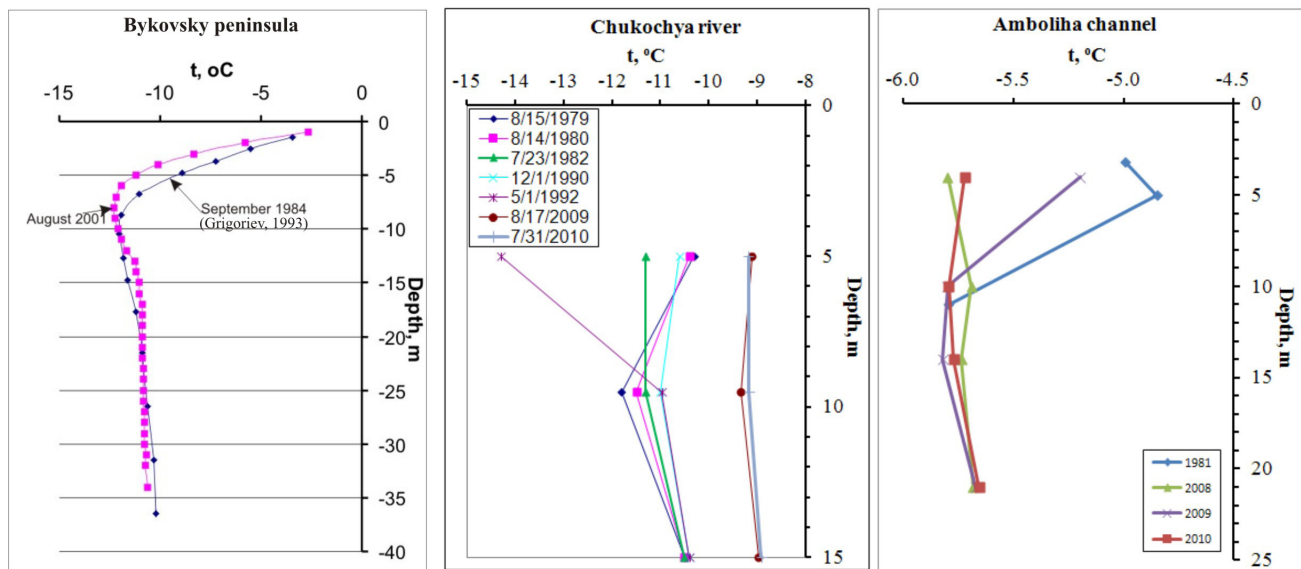 Bykovsky peninsula
t, oC
-15 -10 -5 0
0
-5
-10
-15
-20
-25
-30
-35
-40
Depth, m
August 2001
September 1984
(Grigoriev, 1993)
Chukochya river
t, ºC
-15 -14 -13 -12 -11 -10 -9 -8
0
5
10
15
Depth, m
8/15/1979
8/14/1980
7/23/1982
12/1/1990
5/1/1992
8/17/2009
7/31/2010
Amboliha channel
t, ºC
-6.0 -5.5 -5.0 -4.5
0
5
10
15
20
25
Depth, m
1981
2008
2009
2010